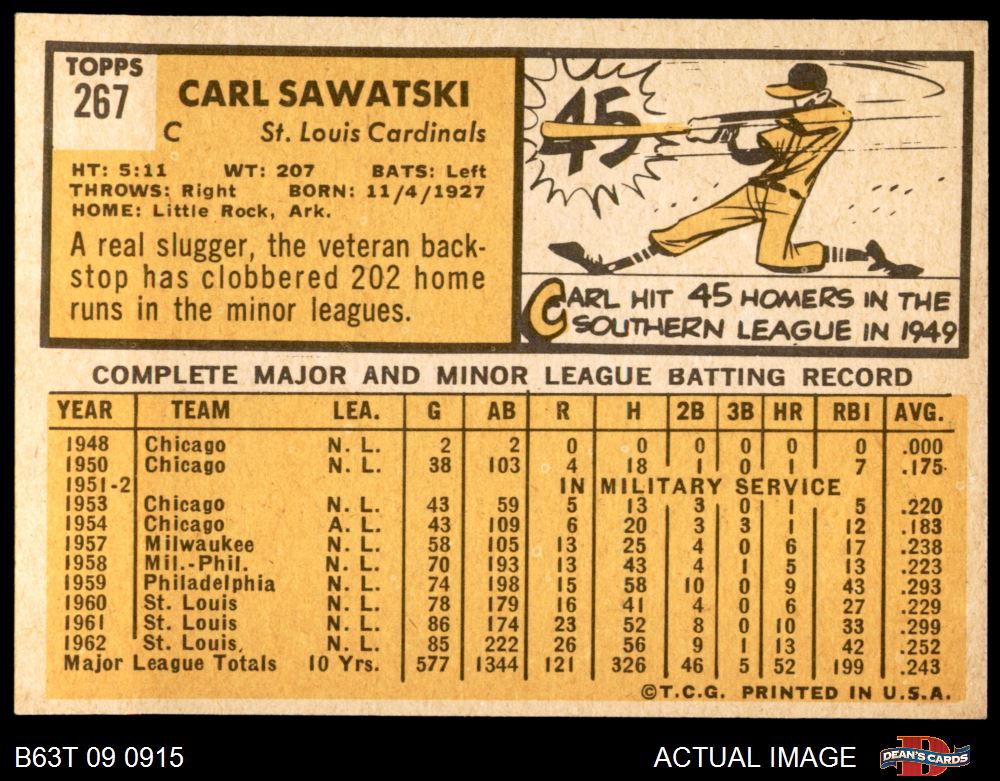 TOPPS
267
CARL SAWATSKI
C St. Louis Cardinals
HT: 5:11 WT: 207 BATS: Left
THROWS: Right BORN: 11/4/1927
HOME: Little Rock, Ark.
A real slugger, the veteran back-
stop has clobbered 202 home
runs in the minor leagues.
45
CARL HIT 45 HOMERS IN THE
SOUTHERN LEAGUE IN 1949
COMPLETE MAJOR AND MINOR LEAGUE BATTING RECORD
YEAR TEAM LEA. G AB R H 2B 3B HR RBI AVG.
1948 Chicago N. L. 2 2 0 0 0 0 0 0 .000
1950 Chicago N. L. 38 103 4 18 1 0 1 7 .175
1951-2 IN MILITARY SERVICE
1953 Chicago N. L. 43 59 5 13 3 0 1 5 .220
1954 Chicago A. L. 43 109 6 20 3 3 1 12 .183
1957 Milwaukee N. L. 58 105 13 25 4 0 6 17 .238
1958 Mil.-Phil. N. L. 70 193 13 43 4 1 5 13 .223
1959 Philadelphia N. L. 74 198 15 58 10 0 9 43 .293
1960 St. Louis N. L. 78 179 16 41 4 0 6 27 .229
1961 St. Louis N. L. 86 174 23 52 8 0 10 33 .299
1962 St. Louis, N. L. 85 222 26 56 9 1 13 42 .252
Major League Totals 10 Yrs. 577 1344 121 326 46 5 52 199 .243
©T.C.G. PRINTED IN U.S.A.
B63T 09 0915 ACTUAL IMAGE DEAN'S CARDS